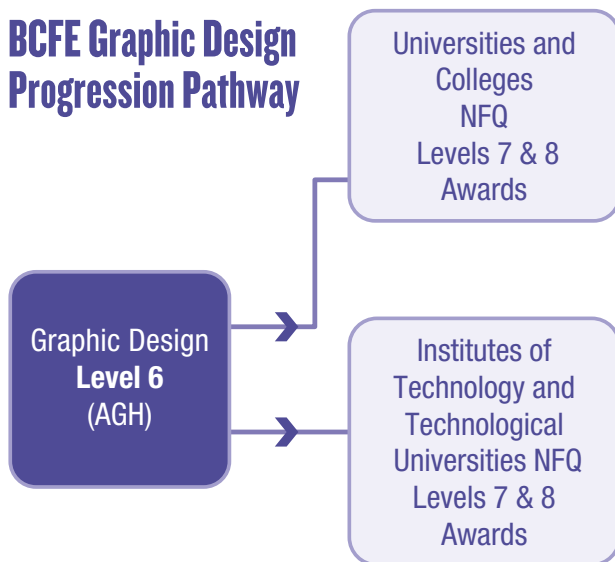 BCFE Graphic Design
Progression Pathway
Universities and
Colleges
NFQ
Levels 7 & 8
Awards
Graphic Design
Level 6
(AGH)
Institutes of
Technology and
Technological
Universities NFQ
Levels 7 & 8
Awards